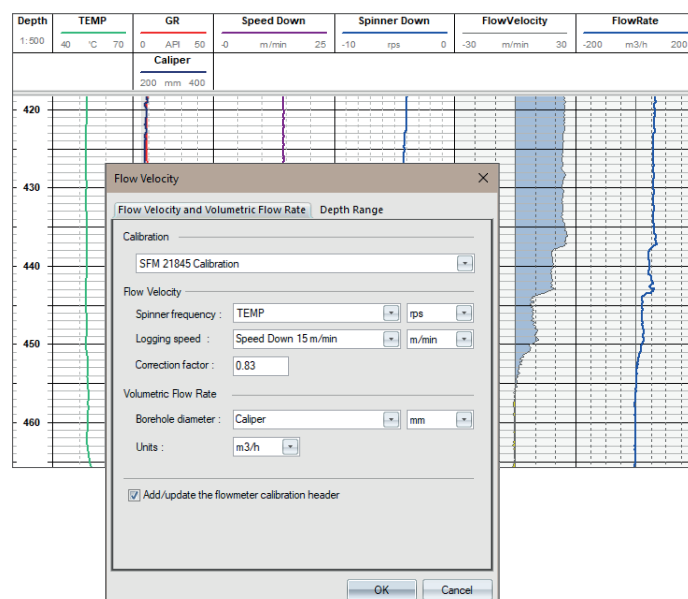 Depth TEMP GR Speed Down Spinner Down FlowVelocity FlowRate
1:500 40 °C 70 0 API 50 -0 m/min 25 -10 rps 0 -30 m/min 30 -200 m3/h 200
Caliper
200 mm 400
420
430
440
450
460
Flow Velocity
Flow Velocity and Volumetric Flow Rate Depth Range
Calibration
SFM 21845 Calibration
Flow Velocity
Spinner frequency : TEMP rps
Logging speed : Speed Down 15 m/min m/min
Correction factor : 0.83
Volumetric Flow Rate
Borehole diameter : Caliper mm
Units : m3/h
Add/update the flowmeter calibration header
OK Cancel